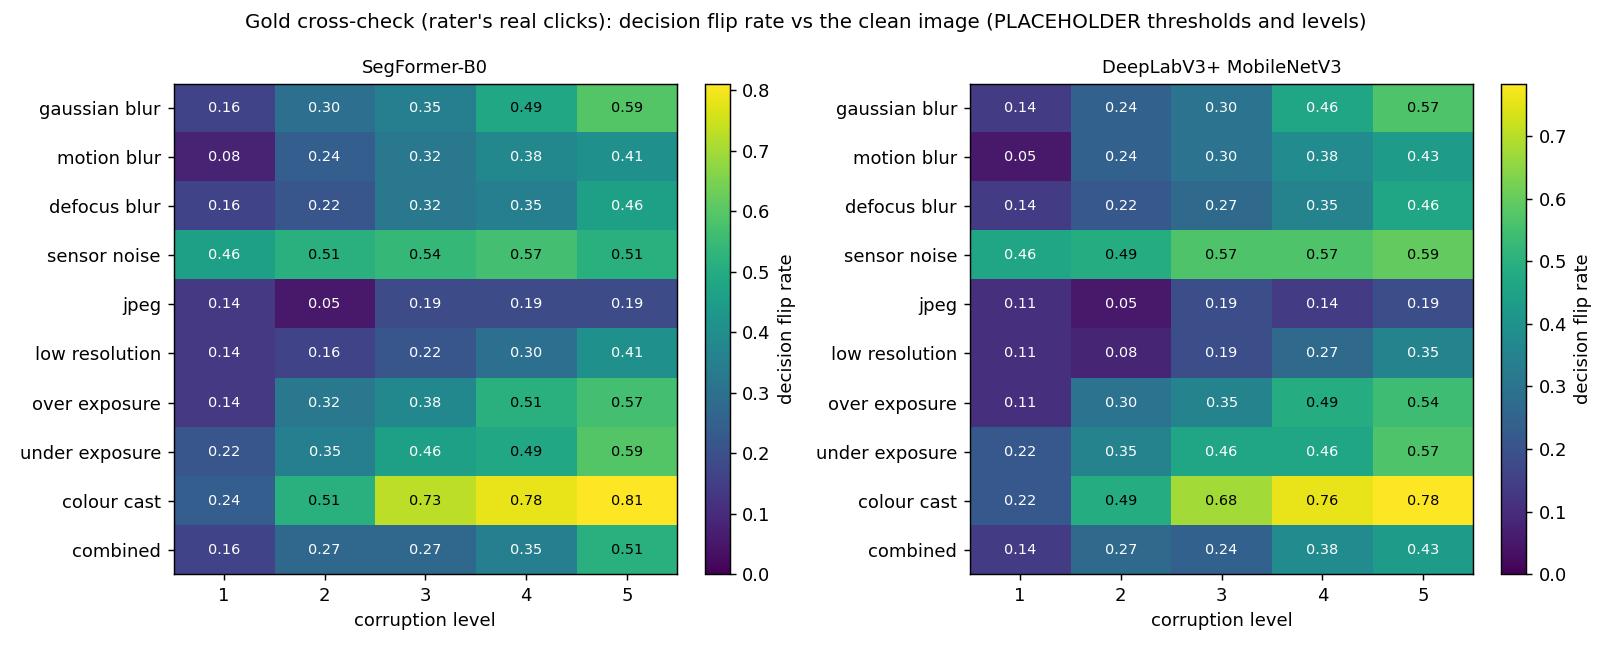 Gold cross-check (rater's real clicks): decision flip rate vs the clean image (PLACEHOLDER thresholds and levels)
SegFormer-B0
gaussian blur 0.16 0.30 0.35 0.49 0.59
motion blur 0.08 0.24 0.32 0.38 0.41
defocus blur 0.16 0.22 0.32 0.35 0.46
sensor noise 0.46 0.51 0.54 0.57 0.51
jpeg 0.14 0.05 0.19 0.19 0.19
low resolution 0.14 0.16 0.22 0.30 0.41
over exposure 0.14 0.32 0.38 0.51 0.57
under exposure 0.22 0.35 0.46 0.49 0.59
colour cast 0.24 0.51 0.73 0.78 0.81
combined 0.16 0.27 0.27 0.35 0.51
1 2 3 4 5
corruption level
0.8
0.7
0.6
0.5
0.4
0.3
0.2
0.1
0.0
decision flip rate
DeepLabV3+ MobileNetV3
gaussian blur 0.14 0.24 0.30 0.46 0.57
motion blur 0.05 0.24 0.30 0.38 0.43
defocus blur 0.14 0.22 0.27 0.35 0.46
sensor noise 0.46 0.49 0.57 0.57 0.59
jpeg 0.11 0.05 0.19 0.14 0.19
low resolution 0.11 0.08 0.19 0.27 0.35
over exposure 0.11 0.30 0.35 0.49 0.54
under exposure 0.22 0.35 0.46 0.46 0.57
colour cast 0.22 0.49 0.68 0.76 0.78
combined 0.14 0.27 0.24 0.38 0.43
1 2 3 4 5
corruption level
0.7
0.6
0.5
0.4
0.3
0.2
0.1
0.0
decision flip rate